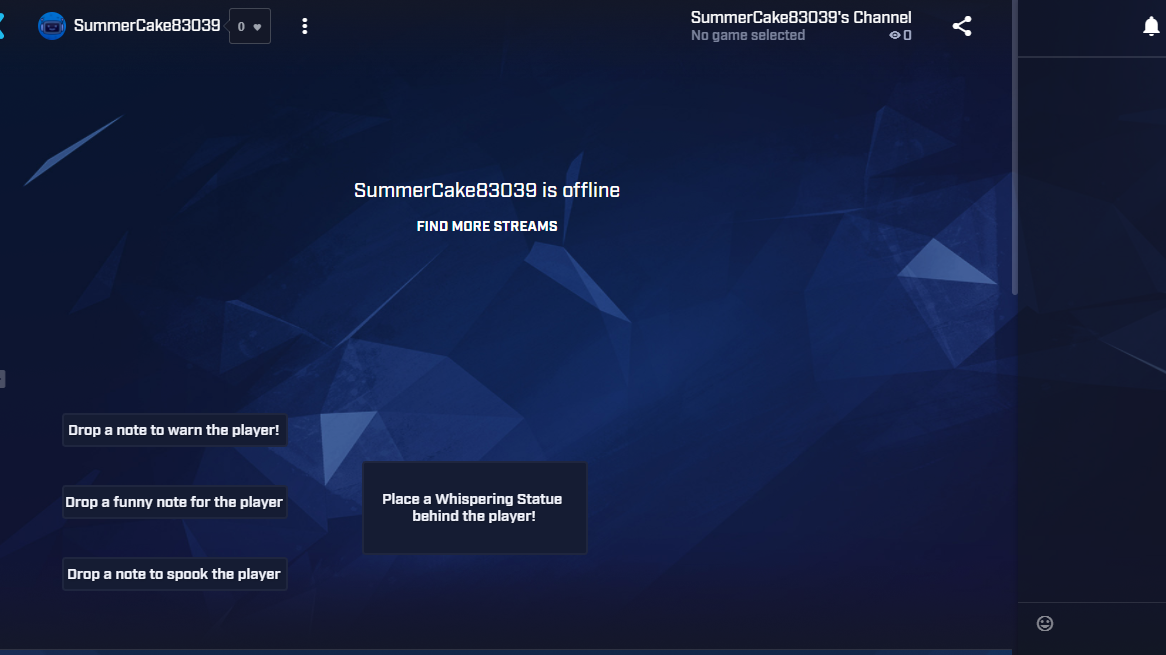 SummerCake83039
0
SummerCake83039's Channel
No game selected
0
SummerCake83039 is offline
FIND MORE STREAMS
Drop a note to warn the player!
Drop a funny note for the player
Place a Whispering Statue
behind the player!
Drop a note to spook the player